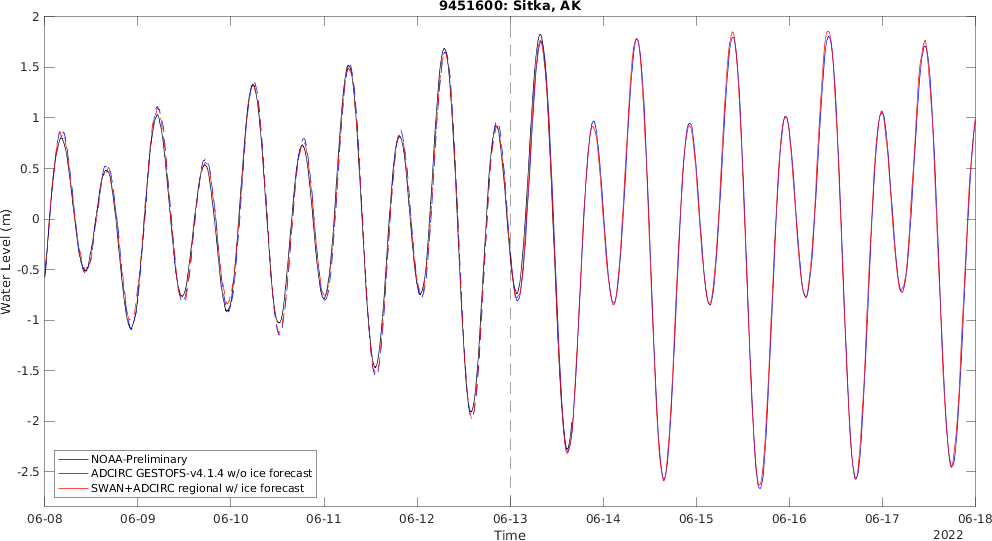 9451600: Sitka, AK
2
1.5
1
0.5
0
-0.5
-1
-1.5
-2
-2.5
Water Level (m)
NOAA-Preliminary
ADCIRC GESTOFS-v4.1.4 w/o ice forecast
SWAN+ADCIRC regional w/ ice forecast
06-08 06-09 06-10 06-11 06-12 06-13 06-14 06-15 06-16 06-17 06-18
Time
2022